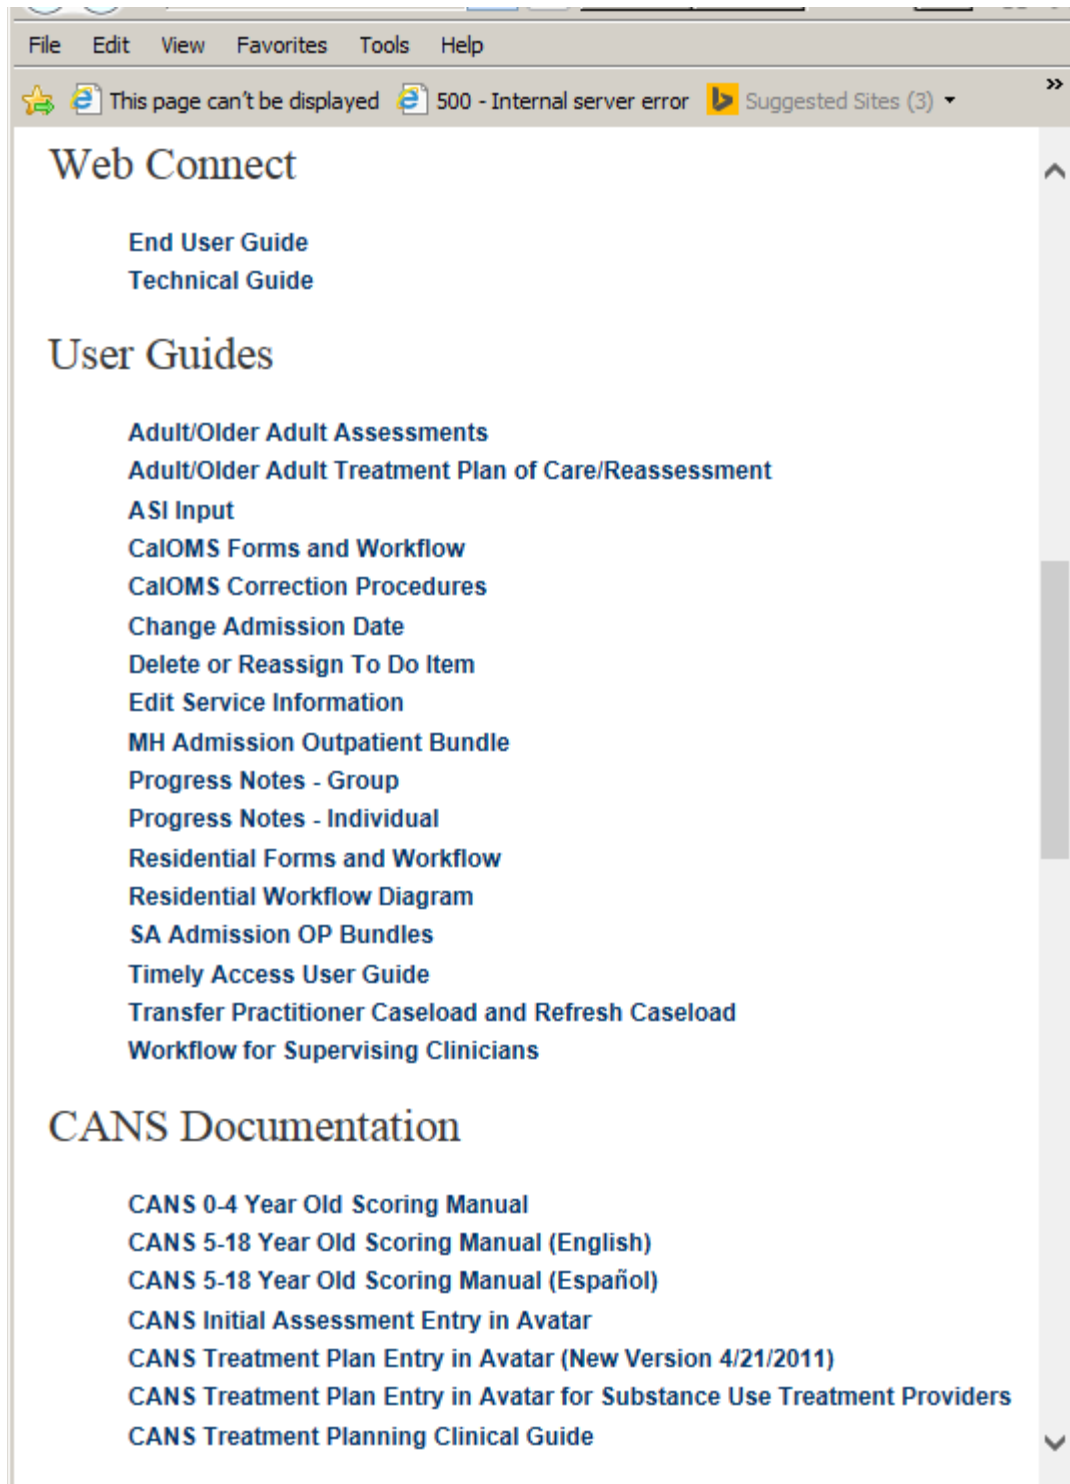 File Edit View Favorites Tools Help
This page can't be displayed 500 - Internal server error Suggested Sites (3)
Web Connect
End User Guide
Technical Guide
User Guides
Adult/Older Adult Assessments
Adult/Older Adult Treatment Plan of Care/Reassessment
ASI Input
CalOMS Forms and Workflow
CalOMS Correction Procedures
Change Admission Date
Delete or Reassign To Do Item
Edit Service Information
MH Admission Outpatient Bundle
Progress Notes - Group
Progress Notes - Individual
Residential Forms and Workflow
Residential Workflow Diagram
SA Admission OP Bundles
Timely Access User Guide
Transfer Practitioner Caseload and Refresh Caseload
Workflow for Supervising Clinicians
CANS Documentation
CANS 0-4 Year Old Scoring Manual
CANS 5-18 Year Old Scoring Manual (English)
CANS 5-18 Year Old Scoring Manual (Español)
CANS Initial Assessment Entry in Avatar
CANS Treatment Plan Entry in Avatar (New Version 4/21/2011)
CANS Treatment Plan Entry in Avatar for Substance Use Treatment Providers
CANS Treatment Planning Clinical Guide